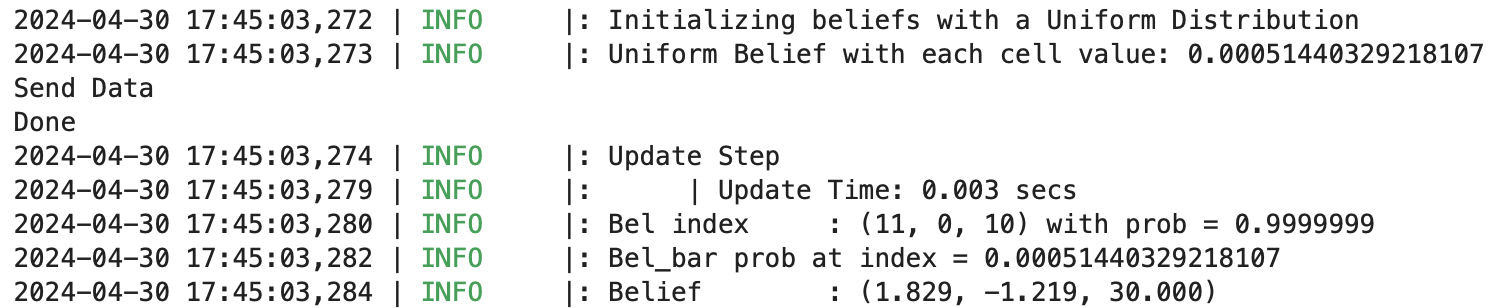 2024-04-30 17:45:03,272 | INFO     |: Initializing beliefs with a Uniform Distribution
2024-04-30 17:45:03,273 | INFO     |: Uniform Belief with each cell value: 0.00051440329218107
Send Data
Done
2024-04-30 17:45:03,274 | INFO     |: Update Step
2024-04-30 17:45:03,279 | INFO     |:      | Update Time: 0.003 secs
2024-04-30 17:45:03,280 | INFO     |: Bel index     : (11, 0, 10) with prob = 0.9999999
2024-04-30 17:45:03,282 | INFO     |: Bel_bar prob at index = 0.00051440329218107
2024-04-30 17:45:03,284 | INFO     |: Belief        : (1.829, -1.219, 30.000)